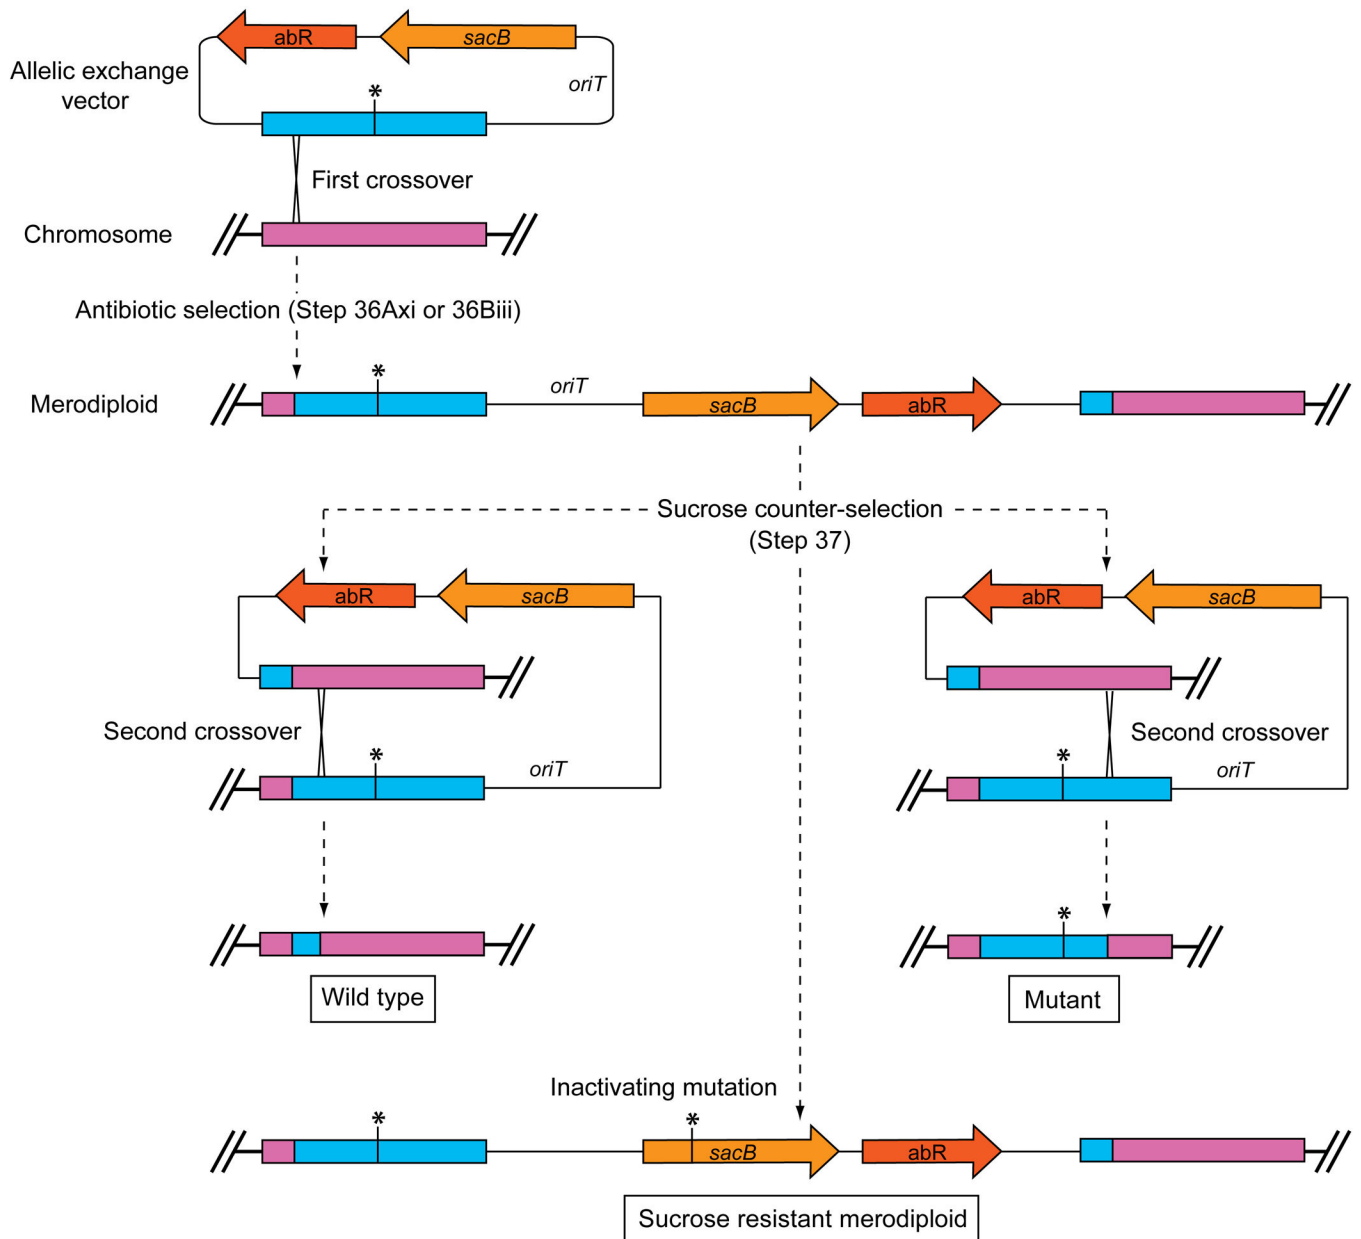 abR
sacB
Allelic exchange
vector
oriT
*
First crossover
Chromosome
Antibiotic selection (Step 36Axi or 36Biii)
*
oriT
Merodiploid
sacB
abR
Sucrose counter-selection
(Step 37)
abR
sacB
abR
sacB
Second crossover
*
oriT
Second crossover
*
oriT
*
Wild type
Mutant
Inactivating mutation
*
*
sacB
abR
Sucrose resistant merodiploid